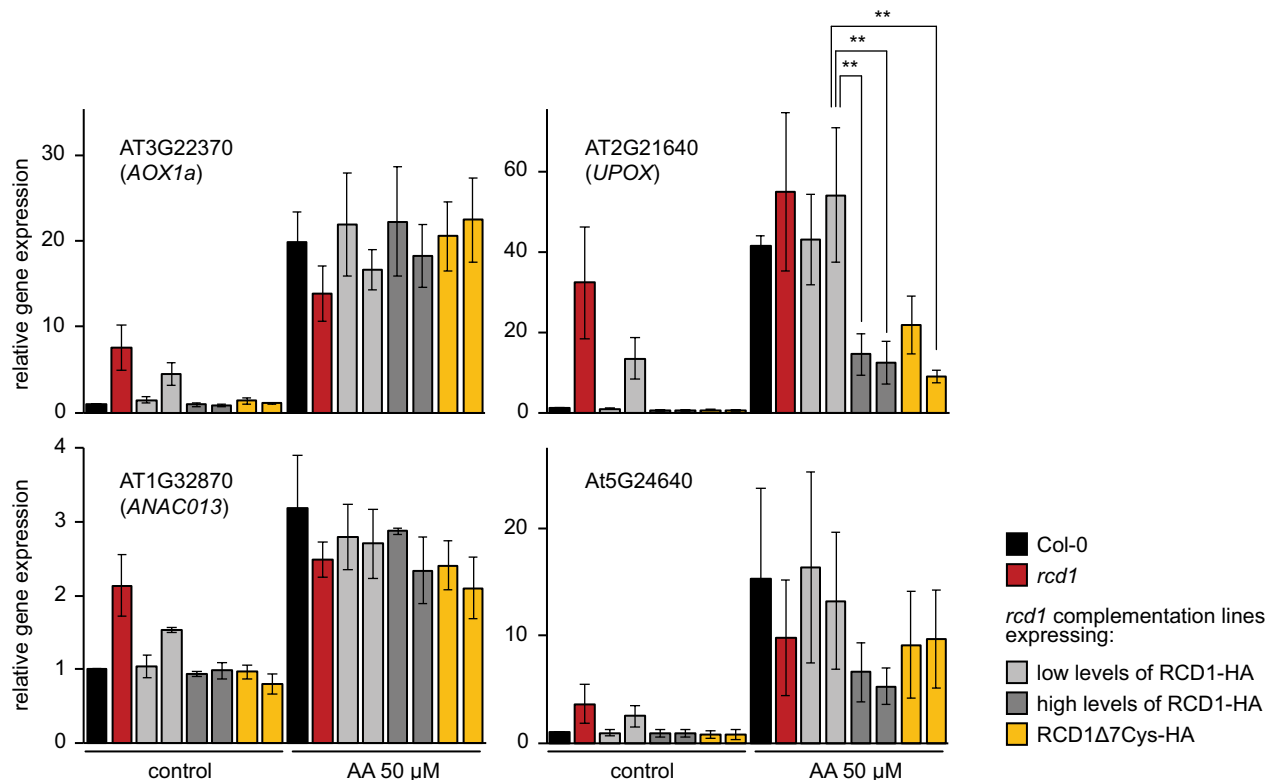 **
**
**
AT3G22370
(AOX1a)
relative gene expression
30
20
10
0
AT2G21640
(UPOX)
60
40
20
0
AT1G32870
(ANAC013)
relative gene expression
4
3
2
1
0
control
AA 50 µM
At5G24640
20
10
0
control
AA 50 µM
Col-0
rcd1
rcd1 complementation lines
expressing:
low levels of RCD1-HA
high levels of RCD1-HA
RCD1Δ7Cys-HA